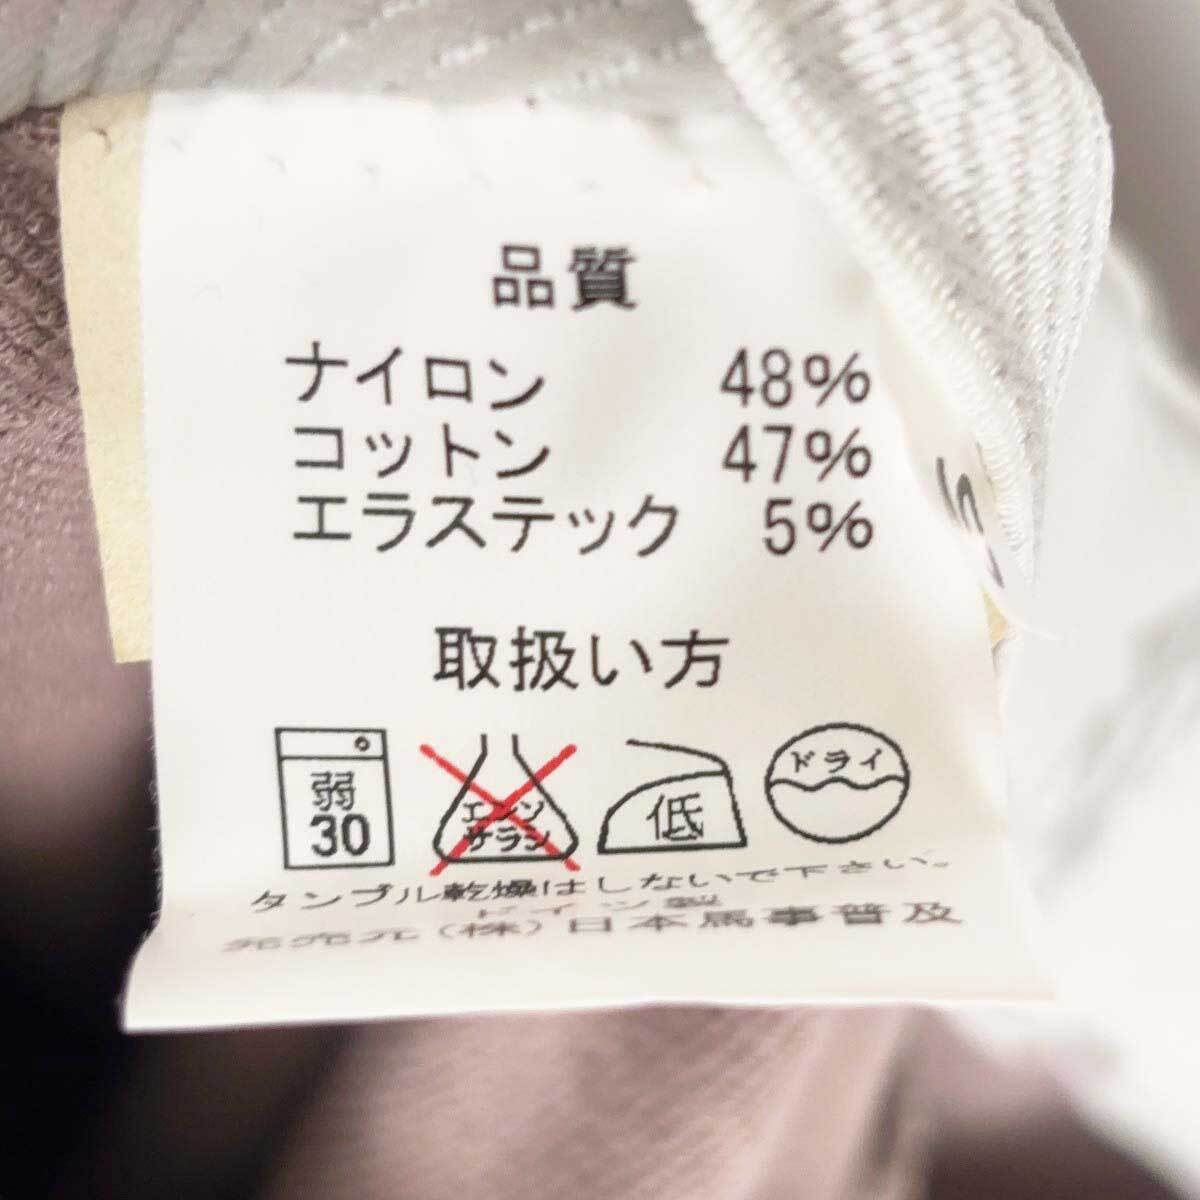 品質
ナイロン 48%
コットン 47%
エラステック 5%
取扱い方
弱
30
エンソ
サラシ
低
ドライ
タンブル乾燥はしないで下さい。
ドイツ製
発売元(株)日本馬事普及